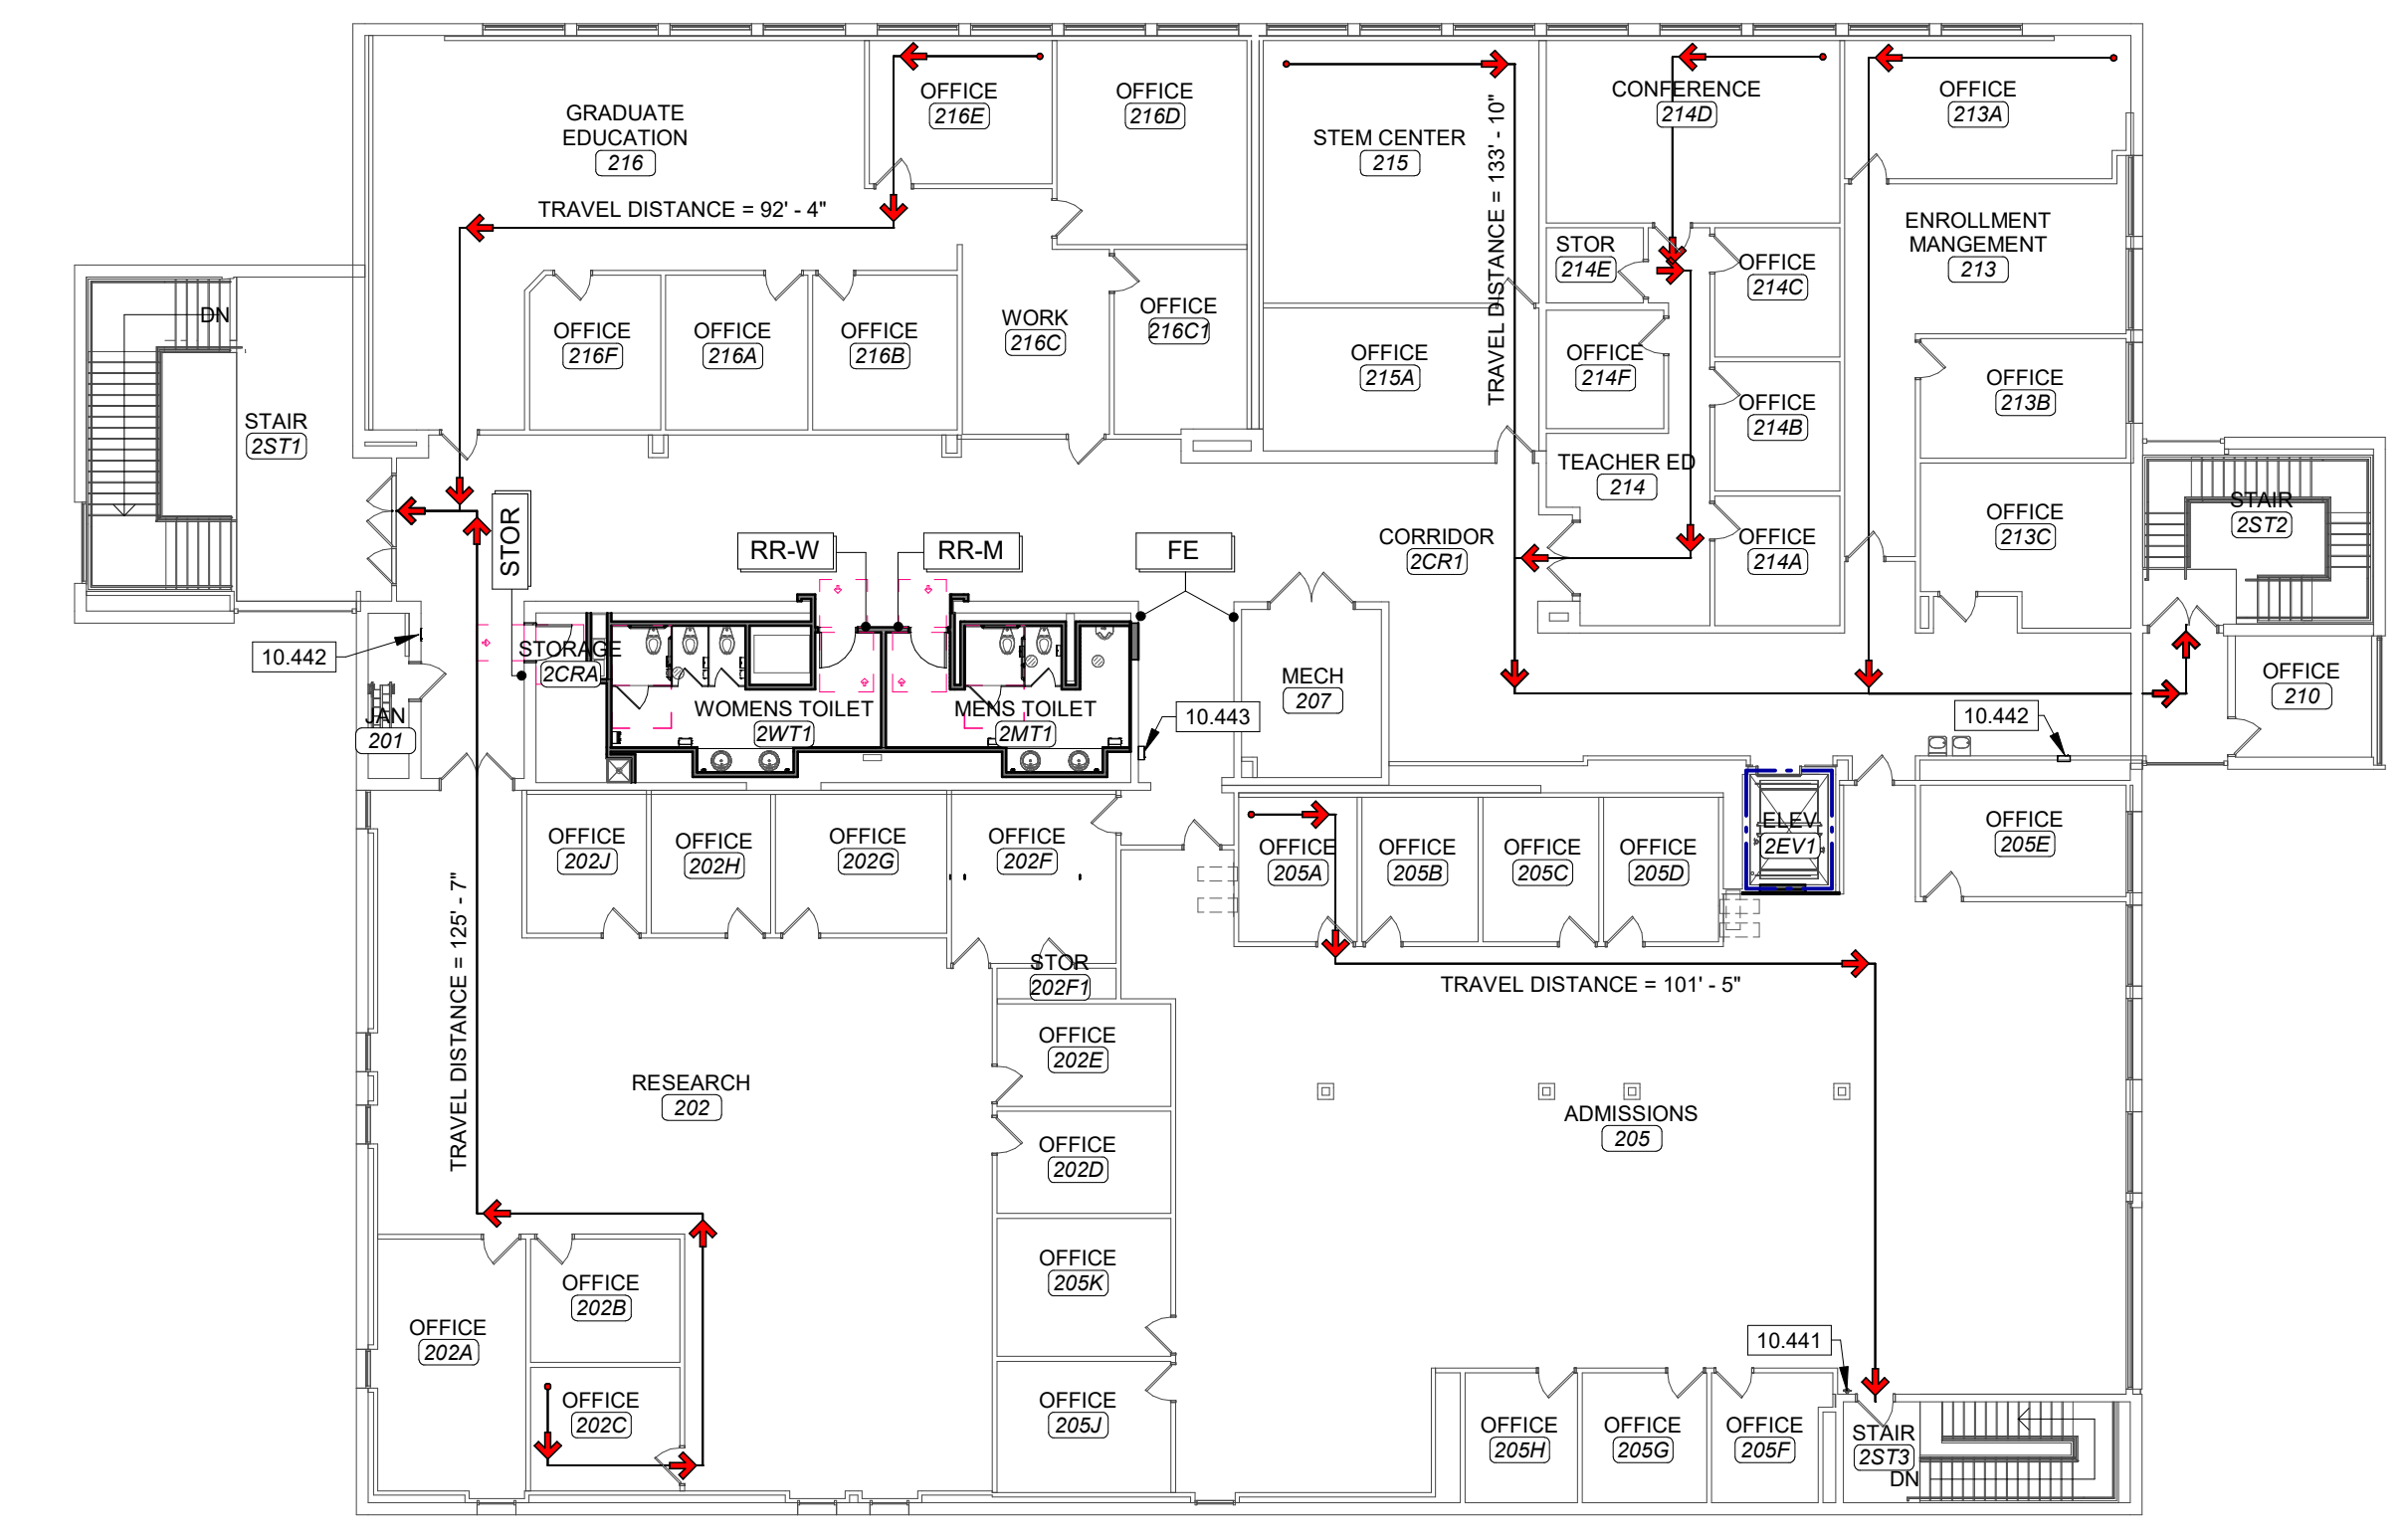 OFFICE
216E
OFFICE
216D
GRADUATE
EDUCATION
216
TRAVEL DISTANCE = 92' - 4"
STEM CENTER
215
TRAVEL DISTANCE = 133' - 10"
CONFERENCE
214D
OFFICE
213A
ENROLLMENT
MANGEMENT
213
STOR
214E
OFFICE
214C
DN
STAIR
2ST1
OFFICE
216F
OFFICE
216A
OFFICE
216B
WORK
216C
OFFICE
216C1
OFFICE
215A
OFFICE
214F
OFFICE
214B
OFFICE
213B
TEACHER ED
214
OFFICE
213C
STAIR
2ST2
STOR
RR-W
RR-M
FE
CORRIDOR
2CR1
OFFICE
214A
10.442
STORAGE
2CRA
JAN
201
WOMENS TOILET
2WT1
MENS TOILET
2MT1
10.443
MECH
207
10.442
OFFICE
210
OFFICE
202J
OFFICE
202H
OFFICE
202G
OFFICE
202F
OFFICE
205A
OFFICE
205B
OFFICE
205C
OFFICE
205D
ELEV
2EV1
OFFICE
205E
TRAVEL DISTANCE = 125' - 7"
STOR
202F1
TRAVEL DISTANCE = 101' - 5"
OFFICE
202E
RESEARCH
202
ADMISSIONS
205
OFFICE
202D
OFFICE
205K
OFFICE
202B
OFFICE
202A
OFFICE
202C
OFFICE
205J
10.441
OFFICE
205H
OFFICE
205G
OFFICE
205F
STAIR
2ST3
DN